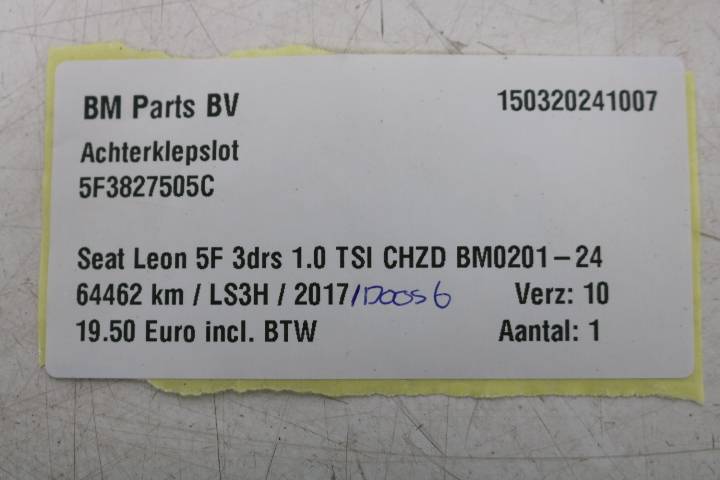 BM Parts BV 150320241007
Achterklepslot
5F3827505C
Seat Leon 5F 3drs 1.0 TSI CHZD BM0201-24
64462 km / LS3H / 2017 /DOOS 6 Verz: 10
19.50 Euro incl. BTW Aantal: 1